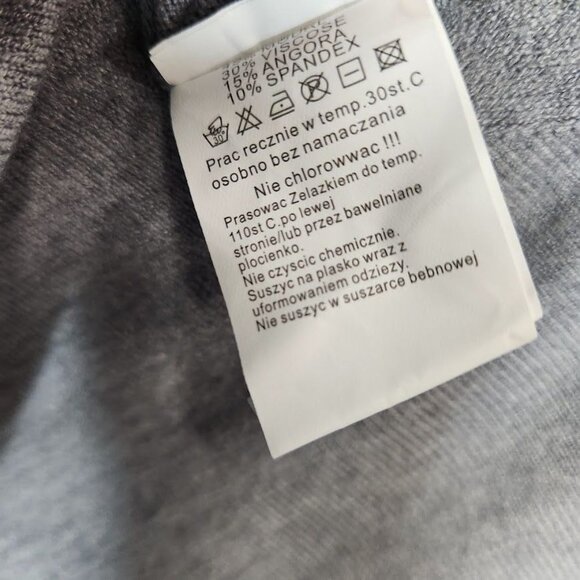 30% VISCOSE
15% ANGORA
10% SPANDEX
30°
Prac recznie w temp.30st.C
osobno bez namaczania
Nie chlorowwac !!!
Prasowac Zelazkiem do temp.
110st C.po lewej
stronie/lub przez bawelniane
plocienko.
Nie czyscic chemicznie.
Suszyc na plasko wraz z
uformowaniem odziezy.
Nie suszyc w suszarce bebnowej